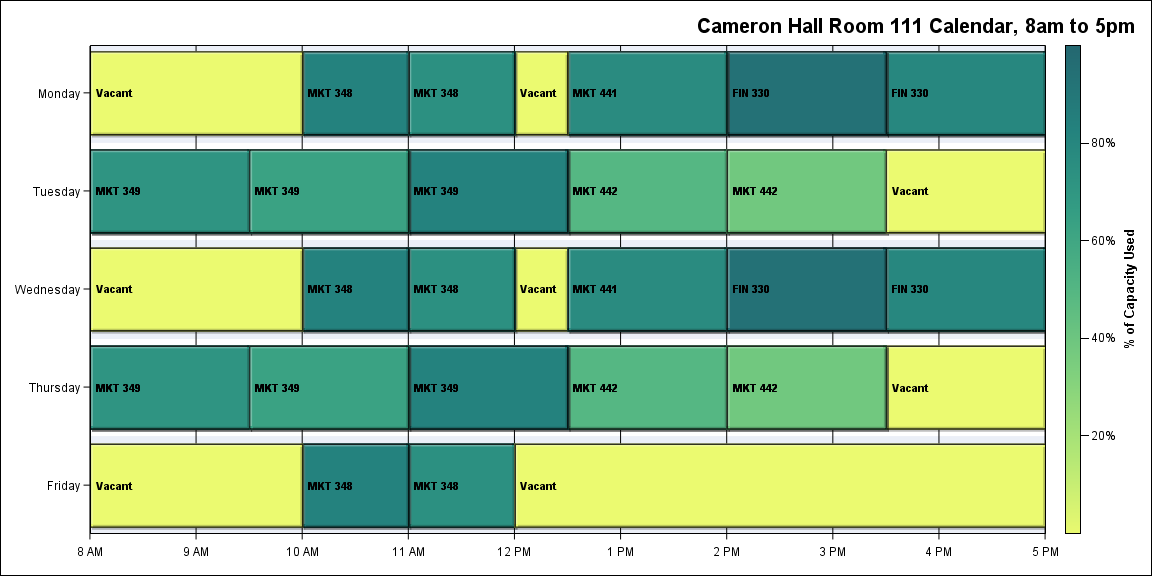 Cameron Hall Room 111 Calendar, 8am to 5pm
Monday
Vacant
MKT 348
MKT 348
Vacant
MKT 441
FIN 330
FIN 330
Tuesday
MKT 349
MKT 349
MKT 349
MKT 442
MKT 442
Vacant
Wednesday
Vacant
MKT 348
MKT 348
Vacant
MKT 441
FIN 330
FIN 330
Thursday
MKT 349
MKT 349
MKT 349
MKT 442
MKT 442
Vacant
Friday
Vacant
MKT 348
MKT 348
Vacant
8 AM
9 AM
10 AM
11 AM
12 PM
1 PM
2 PM
3 PM
4 PM
5 PM
80%
60%
40%
20%
% of Capacity Used